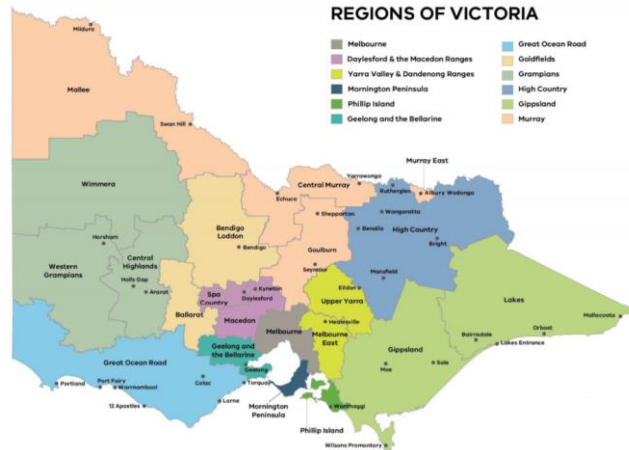 REGIONS OF VICTORIA
Melbourne
Daylesford & the Macedon Ranges
Yarra Valley & Dandenong Ranges
Mornington Peninsula
Phillip Island
Geelong and the Bellarine
Great Ocean Road
Goldfields
Grampians
High Country
Gippsland
Murray
Mildura
Mallee
Swan Hill
Wimmera
Murray East
Yarrawonga
Rutherglen
Albury Wodonga
Central Murray
Echuca
Shepparton
Wangaratta
Benalla
High Country
Bright
Bendigo
Loddon
Bendigo
Goulburn
Seymour
Mansfield
Horsham
Central
Highlands
Halls Gap
Ararat
Western
Grampians
Spa
Country
Kyneton
Daylesford
Eildon
Upper Yarra
Lakes
Mallacoota
Ballarat
Macedon
Melbourne
Healesville
Melbourne
East
Orbost
Bairnsdale
Lakes Entrance
Geelong and
the Bellarine
Gippsland
Great Ocean Road
Geelong
Moe
Sale
Portland
Port Fairy
Warrnambool
Colac
Torquay
12 Apostles
Lorne
Mornington
Peninsula
Wonthaggi
Phillip Island
Wilsons Promontory